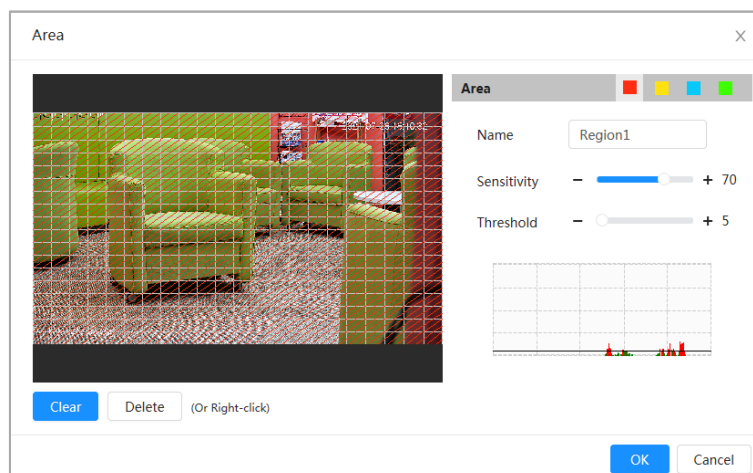 Area
Area
Name
Region1
Sensitivity
− + 70
Threshold
− + 5
Clear
Delete
(Or Right-click)
OK
Cancel